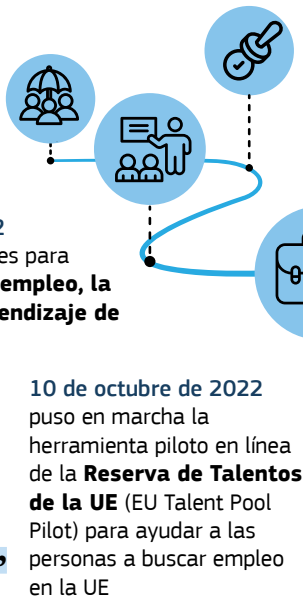 2
es para
empleo, la
endizaje de
10 de octubre de 2022
puso en marcha la
herramienta piloto en línea
de la Reserva de Talentos
de la UE (EU Talent Pool
Pilot) para ayudar a las
personas a buscar empleo
en la UE